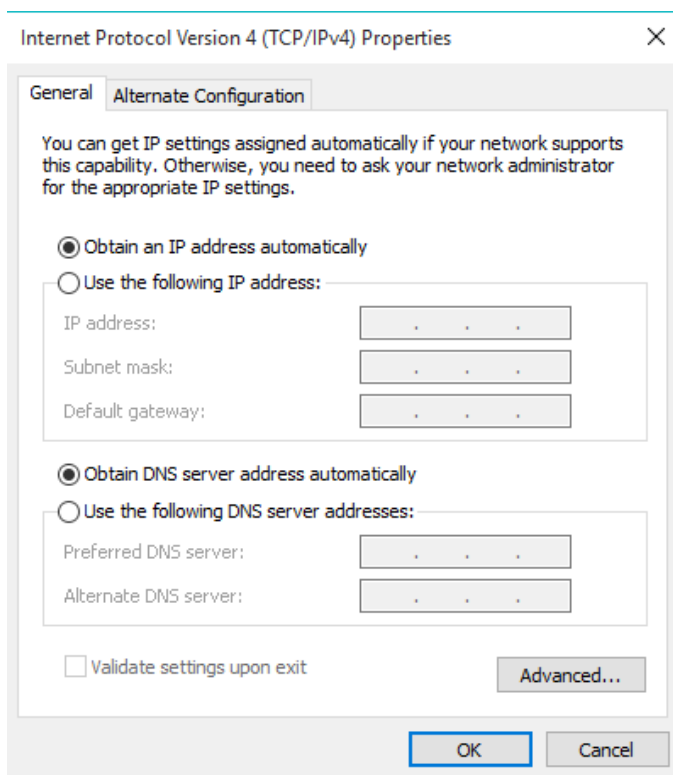 Internet Protocol Version 4 (TCP/IPv4) Properties
General
Alternate Configuration
You can get IP settings assigned automatically if your network supports
this capability. Otherwise, you need to ask your network administrator
for the appropriate IP settings.
Obtain an IP address automatically
Use the following IP address:
IP address:
Subnet mask:
Default gateway:
Obtain DNS server address automatically
Use the following DNS server addresses:
Preferred DNS server:
Alternate DNS server:
Validate settings upon exit
Advanced...
OK
Cancel